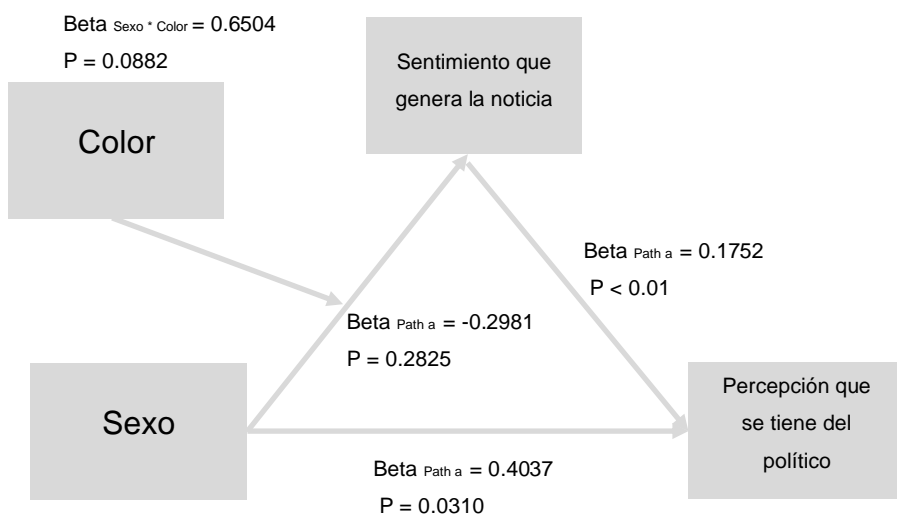 Beta Sexo * Color = 0.6504
P = 0.0882
Color
Sentimiento que
genera la noticia
Beta Path a = 0.1752
P < 0.01
Beta Path a = -0.2981
P = 0.2825
Sexo
Percepción que
se tiene del
político
Beta Path a = 0.4037
P = 0.0310